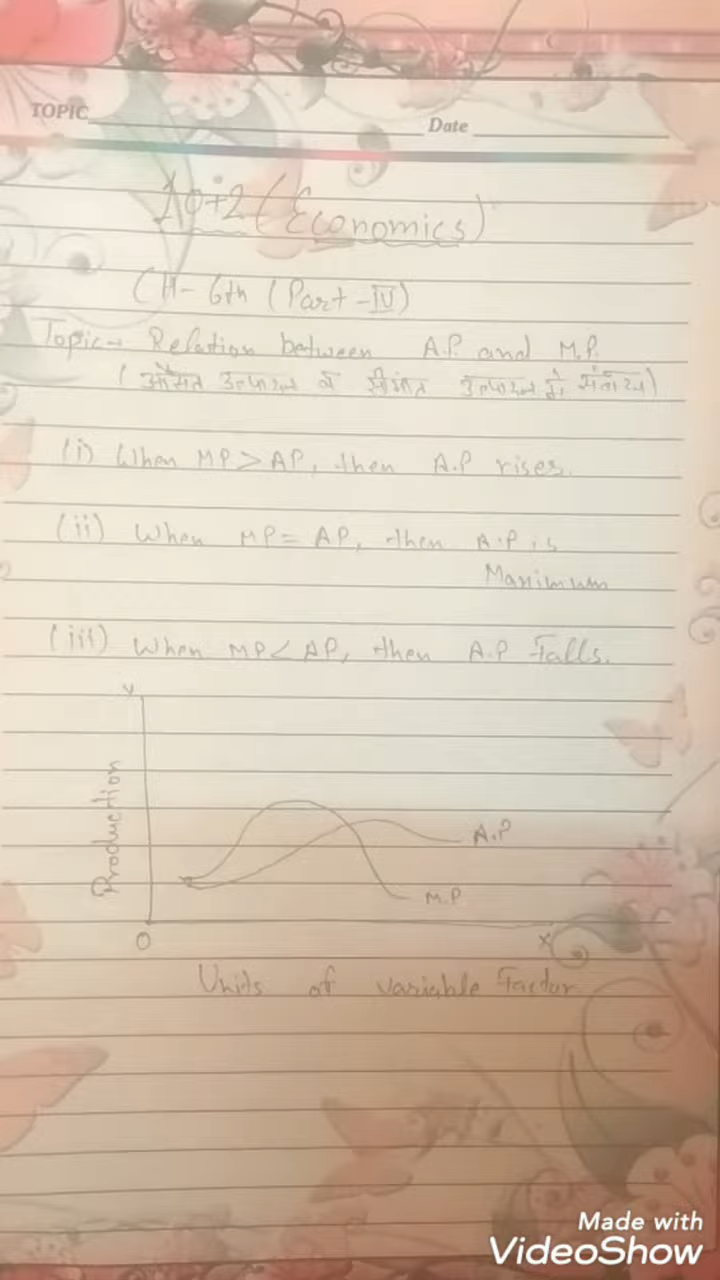 TOPIC
Date
10+2 (Economics)
CH- 6th (Part-IV)
Topic- Relation between A.P. and M.P.
(औसत उत्पादन व सीमांत उत्पादन में संबंध)
(i) When MP > AP, then A.P rises.
(ii) When MP = AP, then A.P is
Maximum
(iii) When MP < AP, then A.P Falls.
Y
Production
A.P
M.P
O
X
Units of variable Factor
Made with
VideoShow